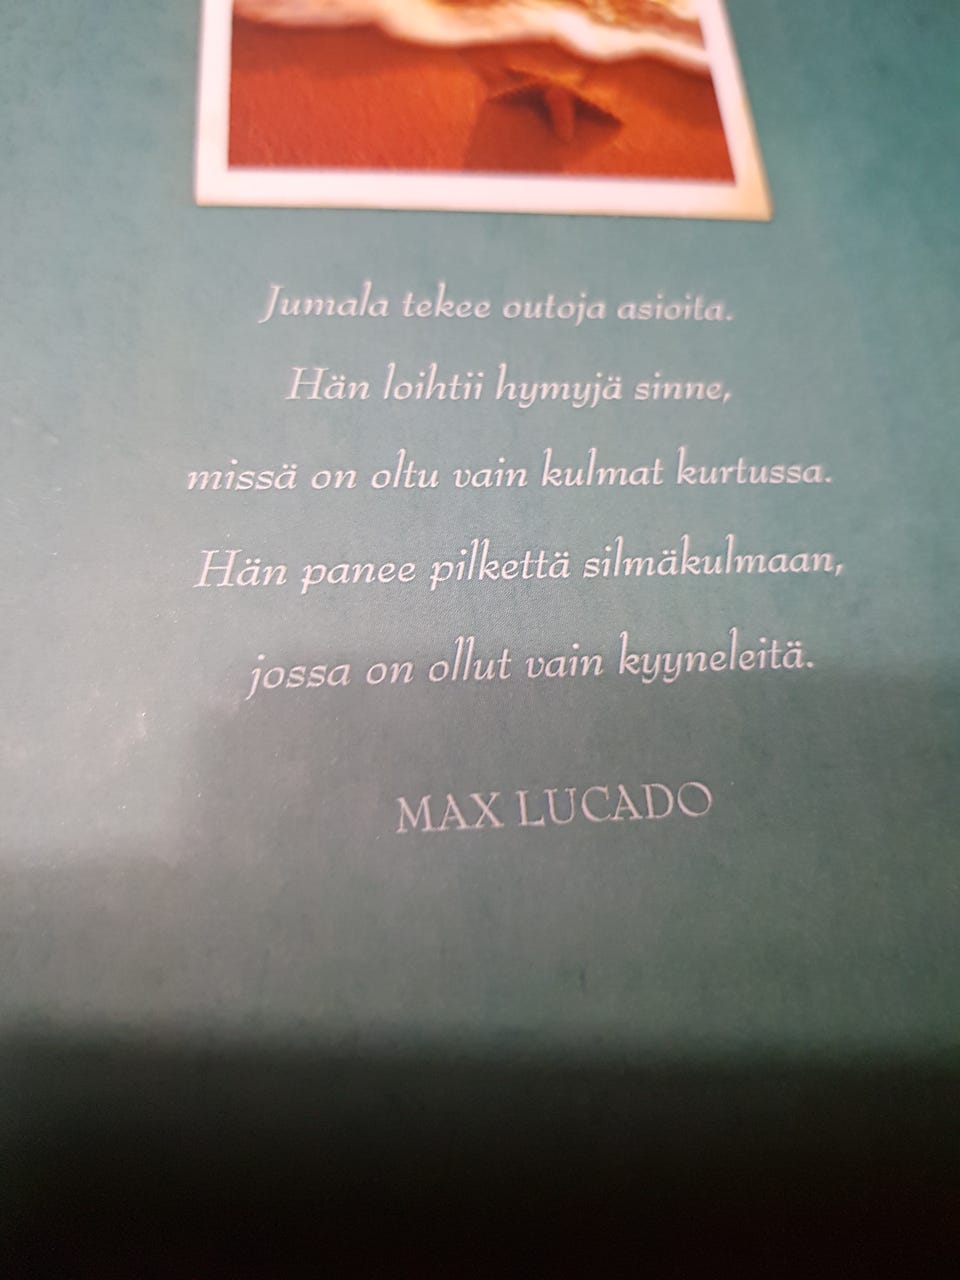 Jumala tekee outoja asioita.
Hän loihtii hymyjä sinne,
missä on oltu vain kulmat kurtussa.
Hän panee pilkettä silmäkulmaan,
jossa on ollut vain kyyneleitä.
MAX LUCADO